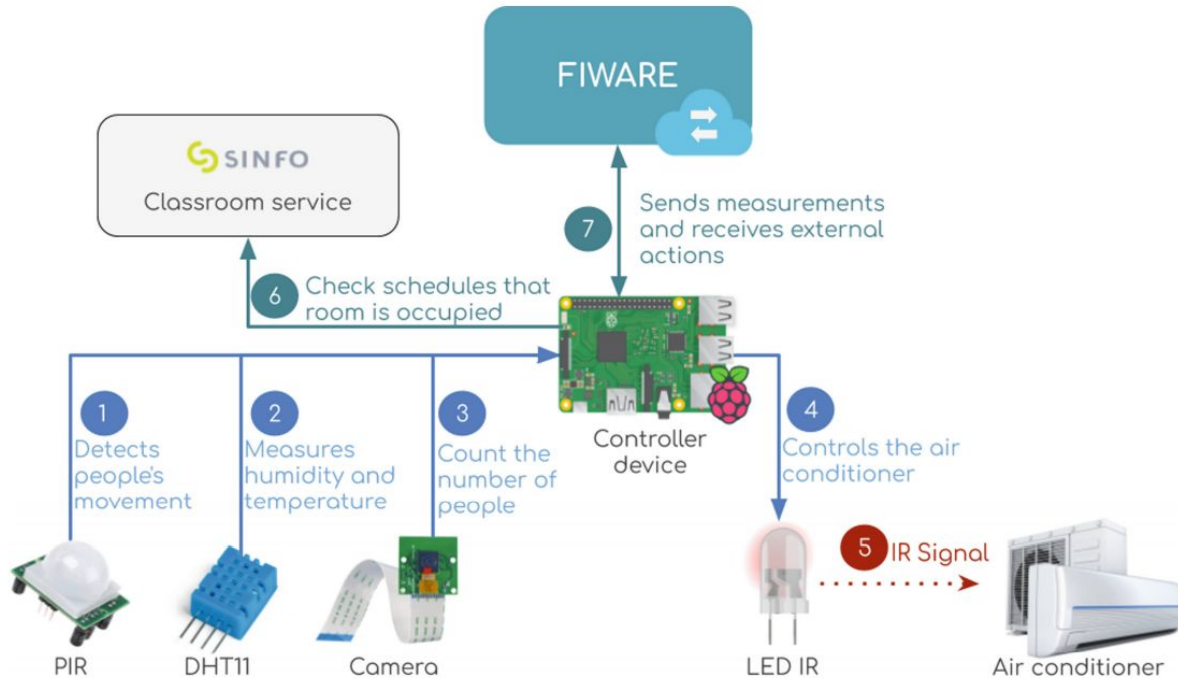 FIWARE
SINFO
Classroom service
7
Sends measurements
and receives external
actions
6
Check schedules that
room is occupied
1
Detects
people's
movement
2
Measures
humidity and
temperature
3
Count the
number of
people
Controller
device
4
Controls the air
conditioner
5
IR Signal
PIR
DHT11
Camera
LED IR
Air conditioner